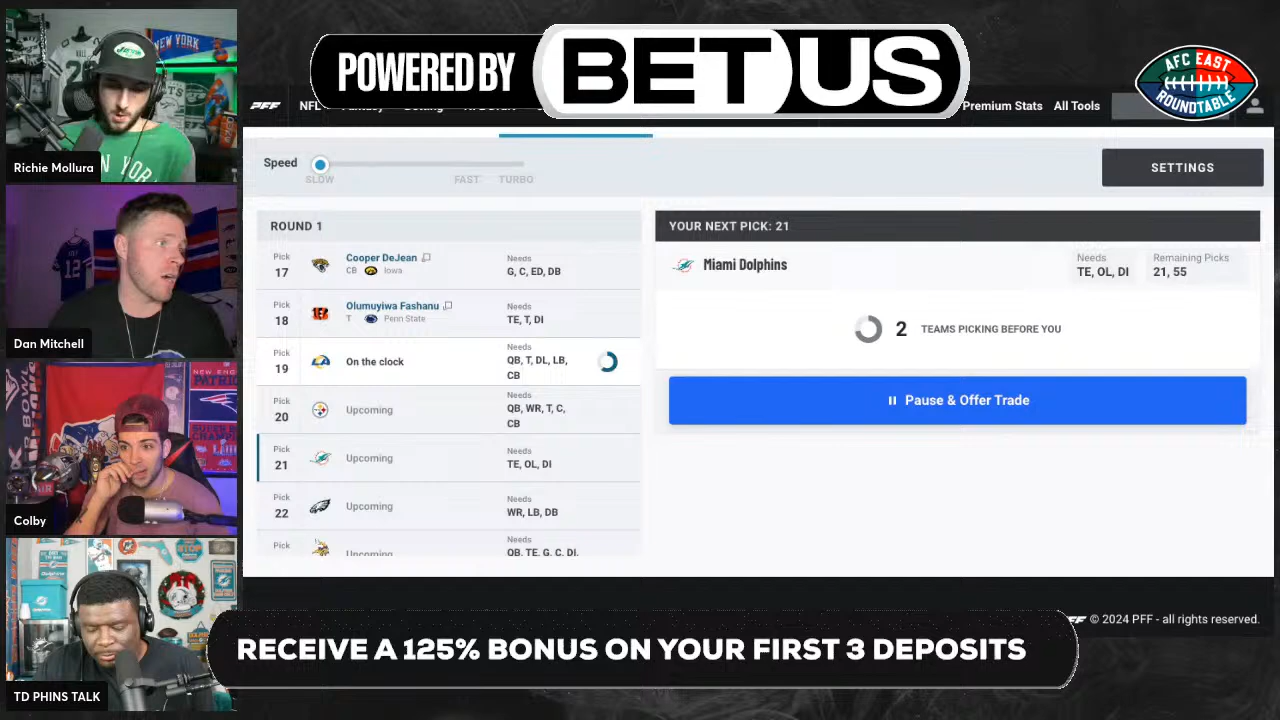 POWERED BY BETUS
AFC EAST
ROUNDTABLE
JETS
NEW YORK
Richie Mollura
12
Dan Mitchell
Colby
TD PHINS TALK
PFF
NFL
Premium Stats
All Tools
Speed
SLOW
FAST
TURBO
SETTINGS
ROUND 1
Pick
17
Cooper DeJean
CB
Iowa
Needs
G, C, ED, DB
Pick
18
Olumuyiwa Fashanu
T
Penn State
Needs
TE, T, DI
Pick
19
On the clock
Needs
QB, T, DL, LB,
CB
Pick
20
Upcoming
Needs
QB, WR, T, C,
CB
Pick
21
Upcoming
Needs
TE, OL, DI
Pick
22
Upcoming
Needs
WR, LB, DB
Pick
Upcoming
Needs
QB, TE, G, C, DI,
YOUR NEXT PICK: 21
Miami Dolphins
Needs
TE, OL, DI
Remaining Picks
21, 55
2 TEAMS PICKING BEFORE YOU
Pause & Offer Trade
© 2024 PFF - all rights reserved.
RECEIVE A 125% BONUS ON YOUR FIRST 3 DEPOSITS